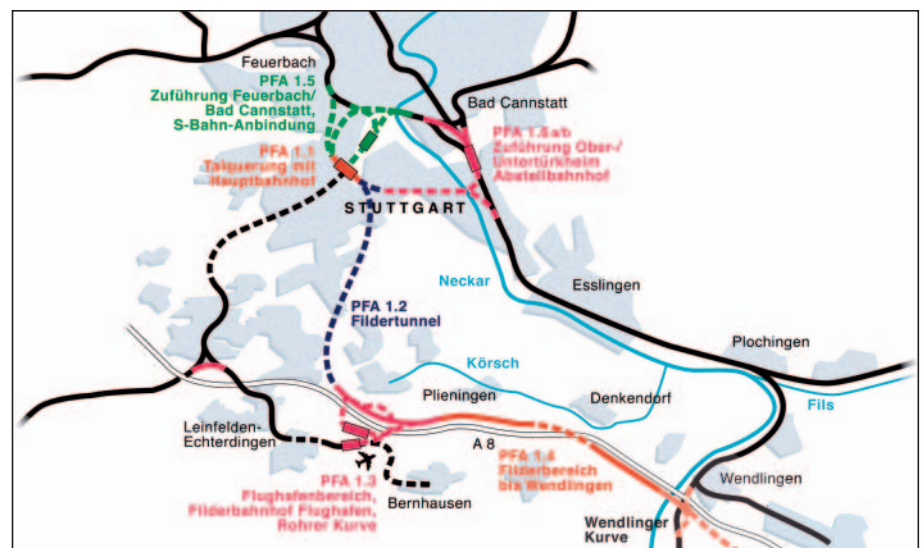 Feuerbach
PFA 1.5
Zuführung Feuerbach/
Bad Cannstatt,
S-Bahn-Anbindung
Bad Cannstatt
PFA 1.6a/b
Zuführung Ober-/
Untertürkheim
Abstellbahnhof
PFA 1.1
Talquerung mit
Hauptbahnhof
STUTTGART
Neckar
Esslingen
PFA 1.2
Fildertunnel
Plochingen
Körsch
Plieningen
Denkendorf
Fils
Leinfelden-
Echterdingen
A 8
PFA 1.4
Filderbereich
bis Wendlingen
Wendlingen
PFA 1.3
Flughafenbereich,
Filderbahnhof Flughafen,
Rohrer Kurve
Bernhausen
Wendlinger
Kurve